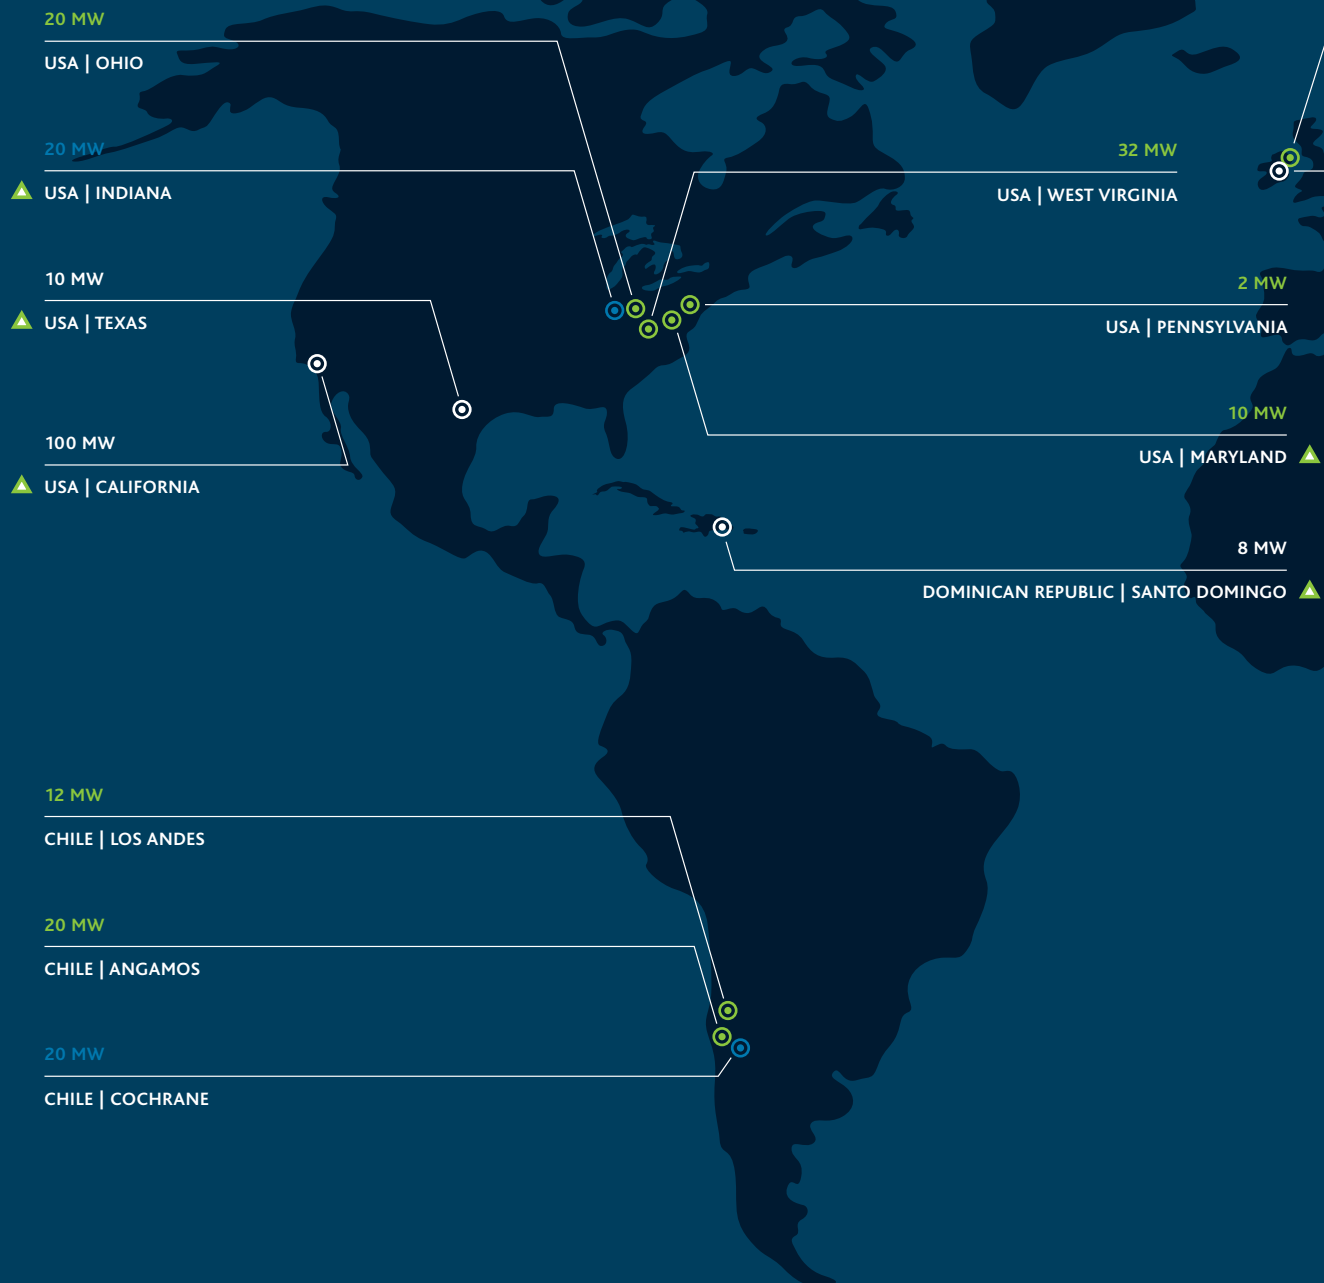 20 MW
USA | OHIO
20 MW
USA | INDIANA
10 MW
USA | TEXAS
100 MW
USA | CALIFORNIA
32 MW
USA | WEST VIRGINIA
2 MW
USA | PENNSYLVANIA
10 MW
USA | MARYLAND
8 MW
DOMINICAN REPUBLIC | SANTO DOMINGO
12 MW
CHILE | LOS ANDES
20 MW
CHILE | ANGAMOS
20 MW
CHILE | COCHRANE